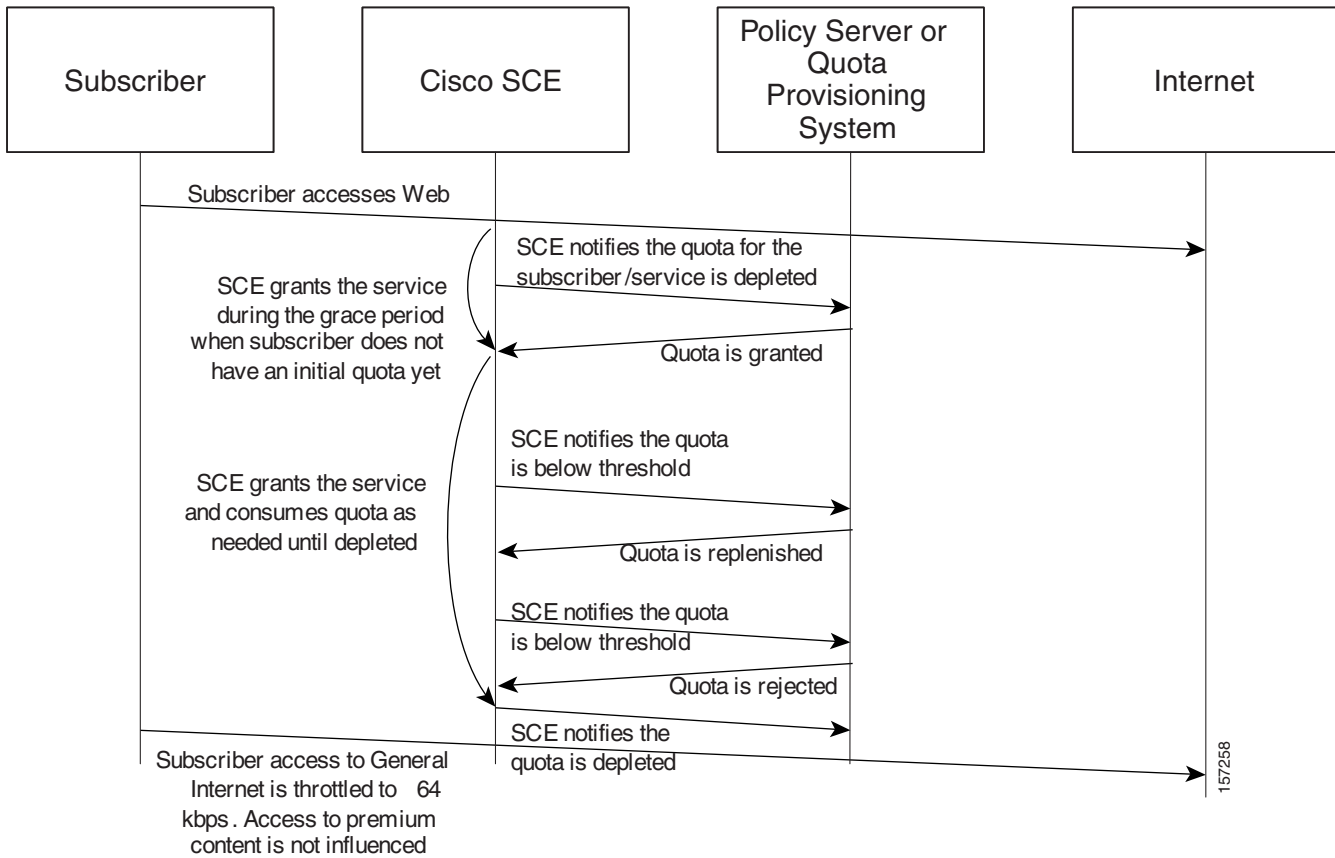 Subscriber
Cisco SCE
Policy Server or
Quota
Provisioning
System
Internet
Subscriber accesses Web
SCE notifies the quota for the
subscriber/service is depleted
SCE grants the service
during the grace period
when subscriber does not
have an initial quota yet
Quota is granted
SCE notifies the quota
is below threshold
SCE grants the service
and consumes quota as
needed until depleted
Quota is replenished
SCE notifies the quota
is below threshold
Quota is rejected
SCE notifies the
quota is depleted
Subscriber access to General
Internet is throttled to 64
kbps. Access to premium
content is not influenced
157258